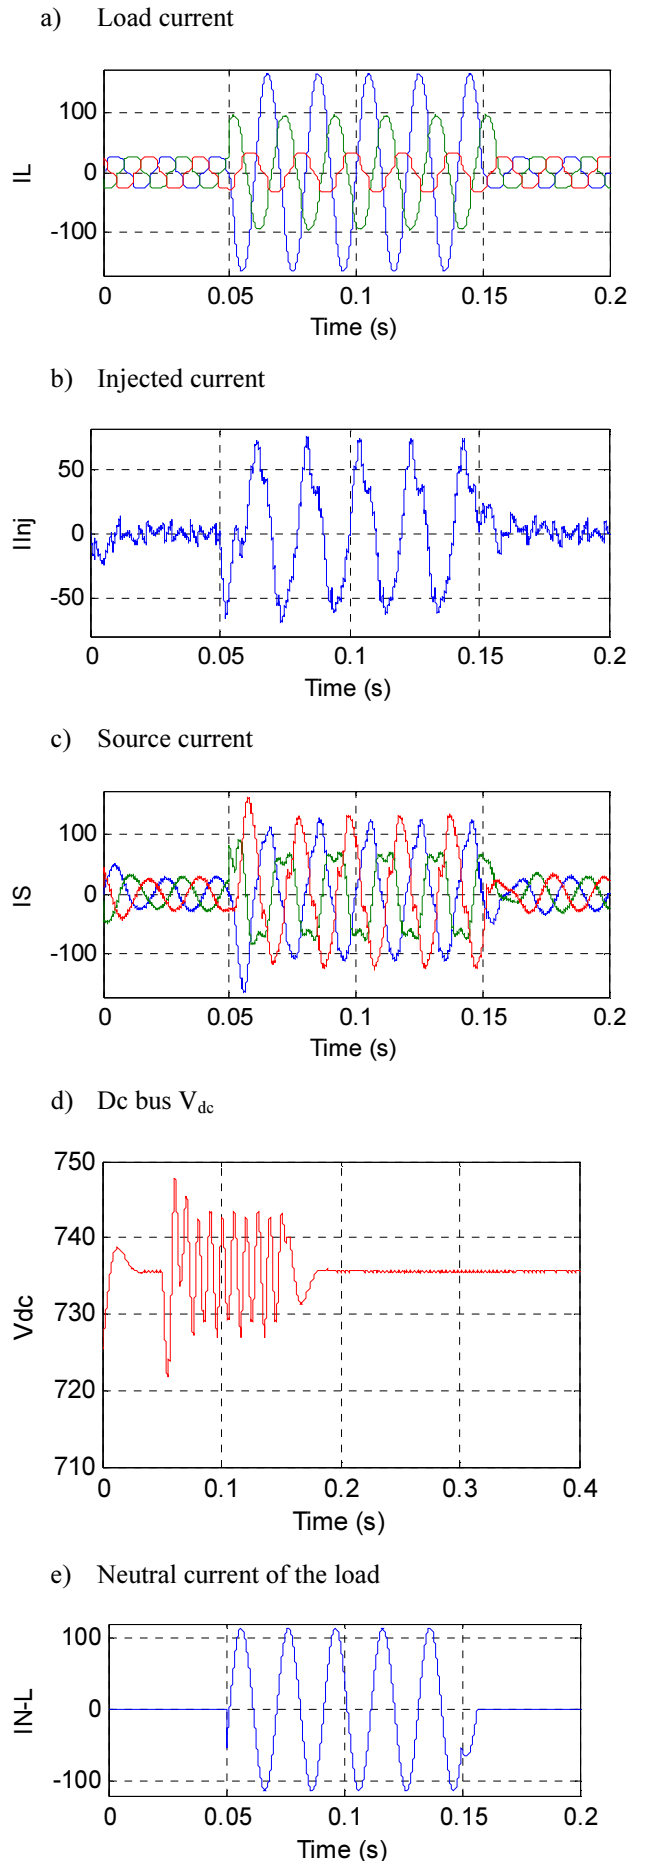 a) Load current
100
0
-100
IL
0 0.05 0.1 0.15 0.2
Time (s)
b) Injected current
50
0
-50
IInj
0 0.05 0.1 0.15 0.2
Time (s)
c) Source current
100
0
-100
IS
0 0.05 0.1 0.15 0.2
Time (s)
d) Dc bus Vdc
750
740
730
720
710
Vdc
0 0.1 0.2 0.3 0.4
Time (s)
e) Neutral current of the load
100
0
-100
IN-L
0 0.05 0.1 0.15 0.2
Time (s)